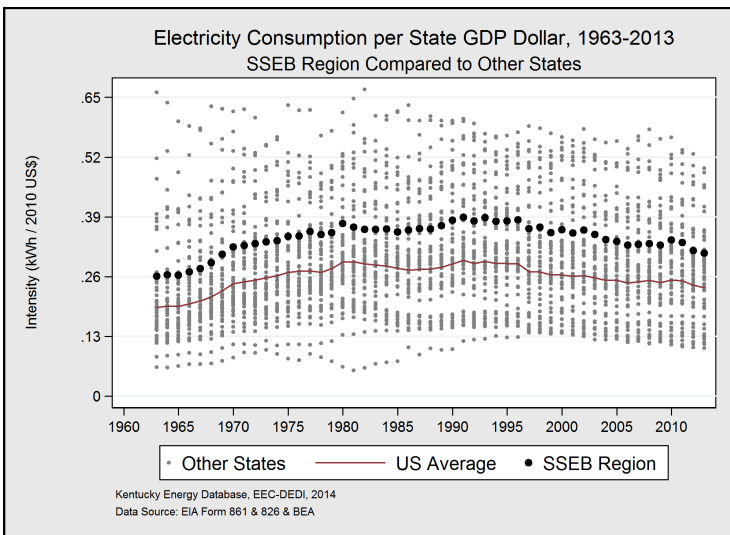 Electricity Consumption per State GDP Dollar, 1963-2013
SSEB Region Compared to Other States
Intensity (kWh / 2010 US$)
.65
.52
.39
.26
.13
0
1960 1965 1970 1975 1980 1985 1990 1995 2000 2005 2010
Other States US Average SSEB Region
Kentucky Energy Database, EEC-DEDI, 2014
Data Source: EIA Form 861 & 826 & BEA